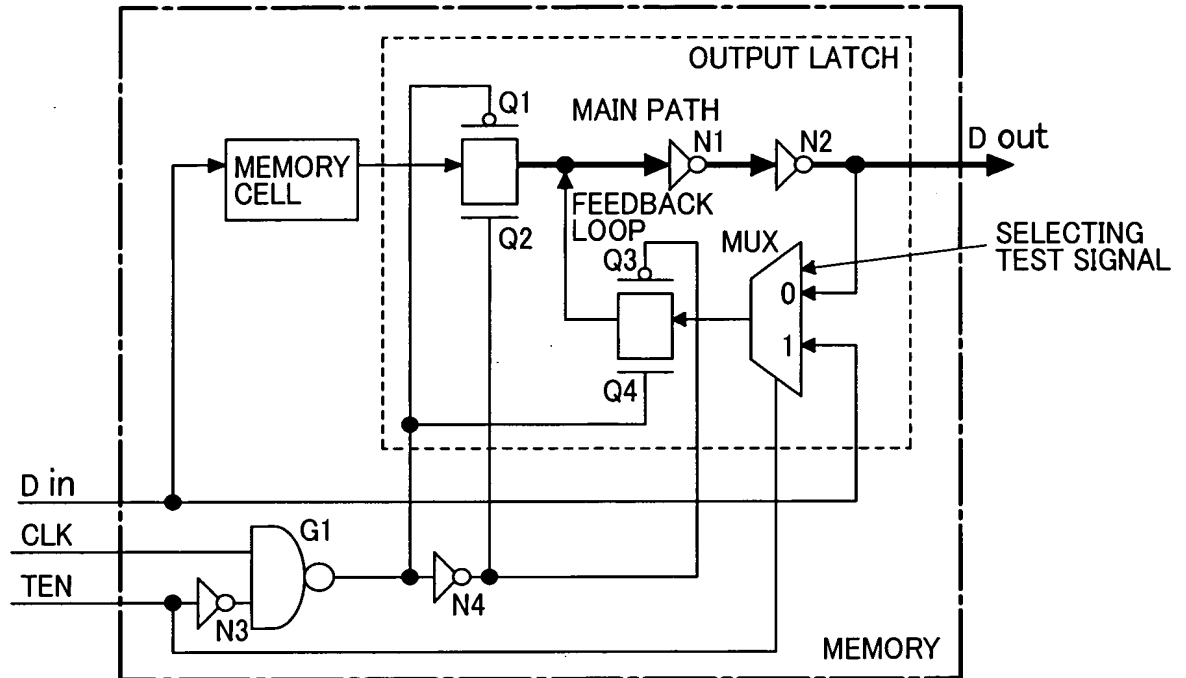 OUTPUT LATCH
Q1
MAIN PATH
N1
N2
D out
MEMORY
CELL
FEEDBACK
LOOP
Q2
MUX
SELECTING
TEST SIGNAL
Q3
0
1
Q4
D in
CLK
G1
TEN
N3
N4
MEMORY